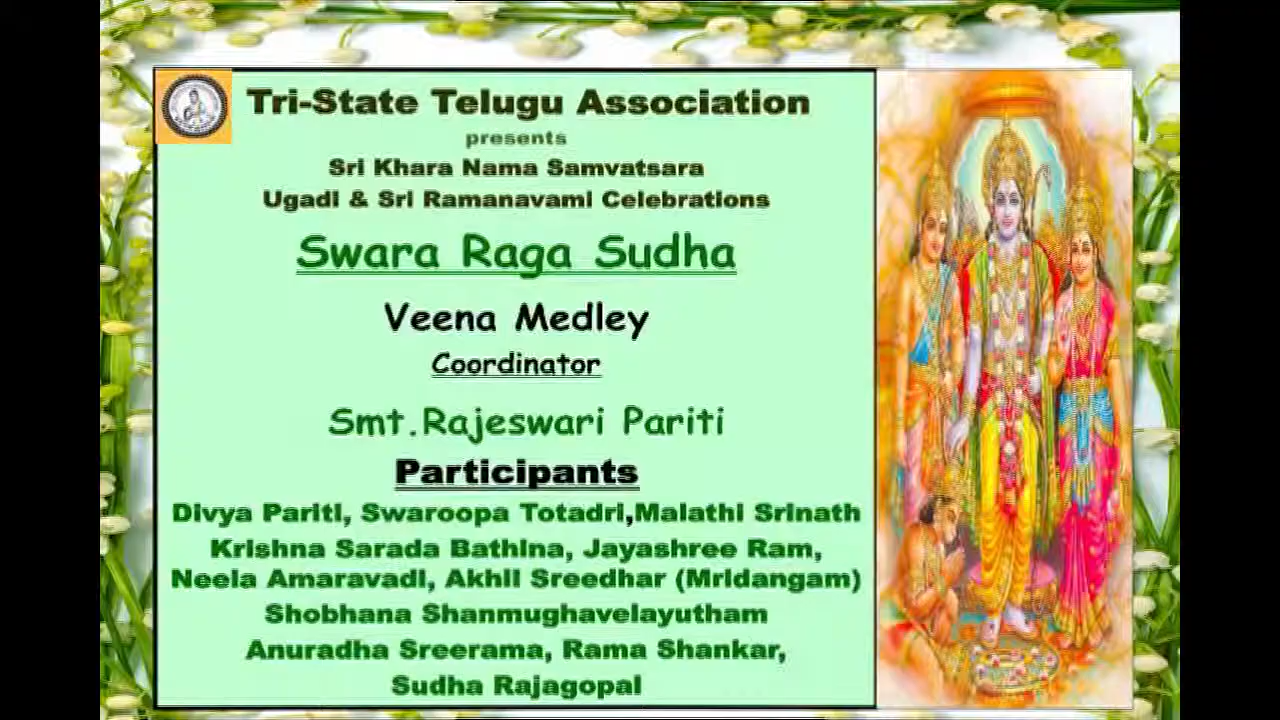 Tri-State Telugu Association
presents
Sri Khara Nama Samvatsara
Ugadi & Sri Ramanavami Celebrations
Swara Raga Sudha
Veena Medley
Coordinator
Smt.Rajeswari Pariti
Participants
Divya Pariti, Swaroopa Totadri,Malathi Srinath
Krishna Sarada Bathina, Jayashree Ram,
Neela Amaravadi, Akhil Sreedhar (Mridangam)
Shobhana Shanmughavelayutham
Anuradha Sreerama, Rama Shankar,
Sudha Rajagopal